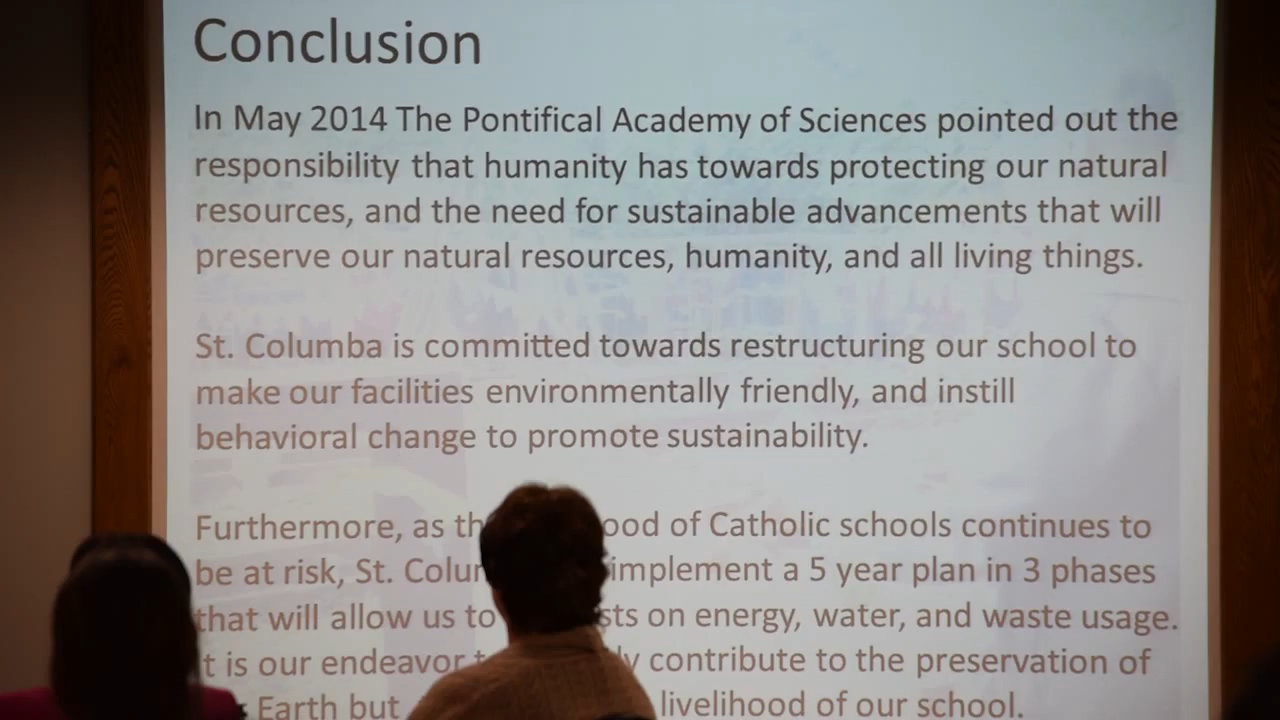 Conclusion
In May 2014 The Pontifical Academy of Sciences pointed out the
responsibility that humanity has towards protecting our natural
resources, and the need for sustainable advancements that will
preserve our natural resources, humanity, and all living things.
St. Columba is committed towards restructuring our school to
make our facilities environmentally friendly, and instill
behavioral change to promote sustainability.
Furthermore, as of Catholic schools continues to
be at risk, St. implement a 5 year plan in 3 phases
that will allow us to on energy, water, and waste usage.
is our endeavor contribute to the preservation of
Earth but livelihood of our school.